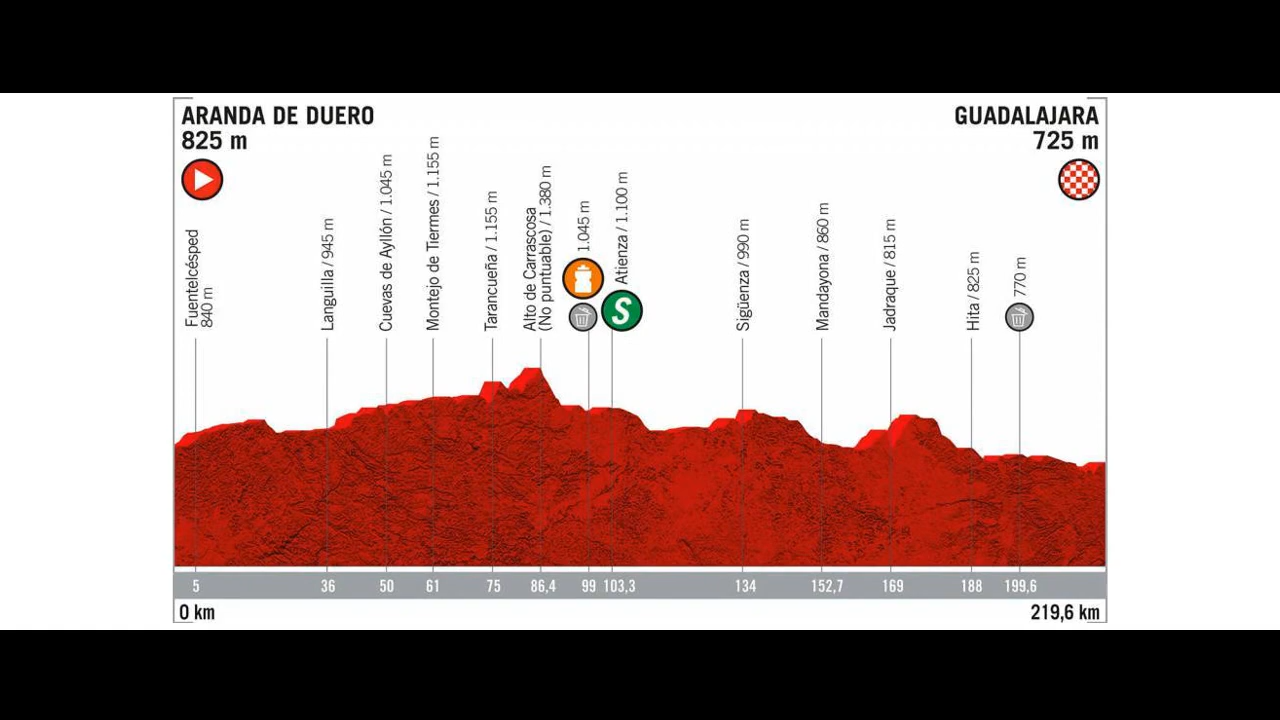 ARANDA DE DUERO
825 m
GUADALAJARA
725 m
Fuentelcésped
840 m
Languilla / 945 m
Cuevas de Ayllón / 1.045 m
Montejo de Tiermes / 1.155 m
Tarancueña / 1.155 m
Alto de Carrascosa
(No puntuable) / 1.380 m
1.045 m
Atienza / 1.100 m
S
Sigüenza / 990 m
Mandayona / 860 m
Jadraque / 815 m
Hita / 825 m
770 m
5 36 50 61 75 86,4 99 103,3 134 152,7 169 188 199,6
0 km 219,6 km